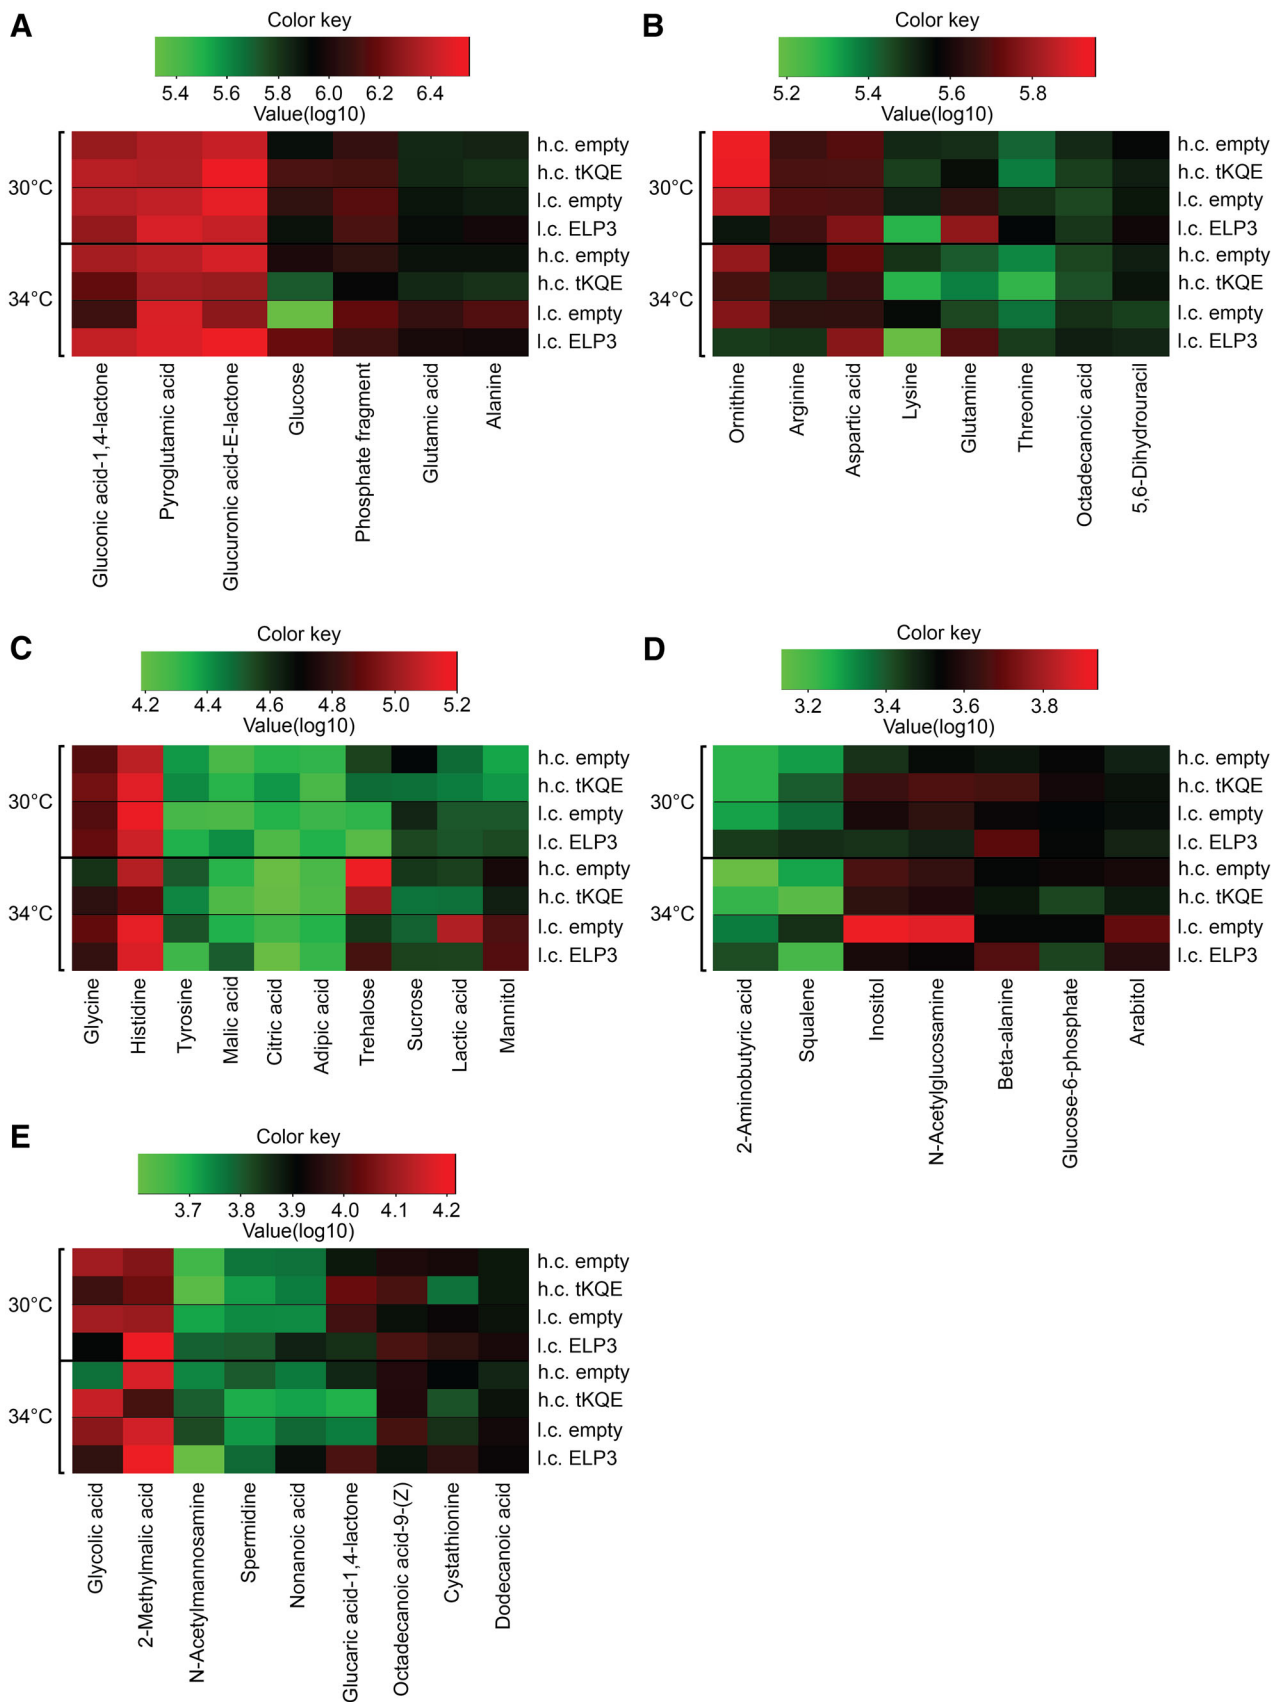 A
Color key
5.4 5.6 5.8 6.0 6.2 6.4
Value(log10)
30°C
34°C
h.c. empty
h.c. tKQE
l.c. empty
l.c. ELP3
h.c. empty
h.c. tKQE
l.c. empty
l.c. ELP3
Gluconic acid-1,4-lactone
Pyroglutamic acid
Glucuronic acid-E-lactone
Glucose
Phosphate fragment
Glutamic acid
Alanine
B
Color key
5.2 5.4 5.6 5.8
Value(log10)
30°C
34°C
h.c. empty
h.c. tKQE
l.c. empty
l.c. ELP3
h.c. empty
h.c. tKQE
l.c. empty
l.c. ELP3
Ornithine
Arginine
Aspartic acid
Lysine
Glutamine
Threonine
Octadecanoic acid
5,6-Dihydrouracil
C
Color key
4.2 4.4 4.6 4.8 5.0 5.2
Value(log10)
30°C
34°C
h.c. empty
h.c. tKQE
l.c. empty
l.c. ELP3
h.c. empty
h.c. tKQE
l.c. empty
l.c. ELP3
Glycine
Histidine
Tyrosine
Malic acid
Citric acid
Adipic acid
Trehalose
Sucrose
Lactic acid
Mannitol
D
Color key
3.2 3.4 3.6 3.8
Value(log10)
30°C
34°C
h.c. empty
h.c. tKQE
l.c. empty
l.c. ELP3
h.c. empty
h.c. tKQE
l.c. empty
l.c. ELP3
2-Aminobutyric acid
Squalene
Inositol
N-Acetylglucosamine
Beta-alanine
Glucose-6-phosphate
Arabitol
E
Color key
3.7 3.8 3.9 4.0 4.1 4.2
Value(log10)
30°C
34°C
h.c. empty
h.c. tKQE
l.c. empty
l.c. ELP3
h.c. empty
h.c. tKQE
l.c. empty
l.c. ELP3
Glycolic acid
2-Methylmalic acid
N-Acetylmannosamine
Spermidine
Nonanoic acid
Glucaric acid-1,4-lactone
Octadecanoic acid-9-(Z)
Cystathionine
Dodecanoic acid